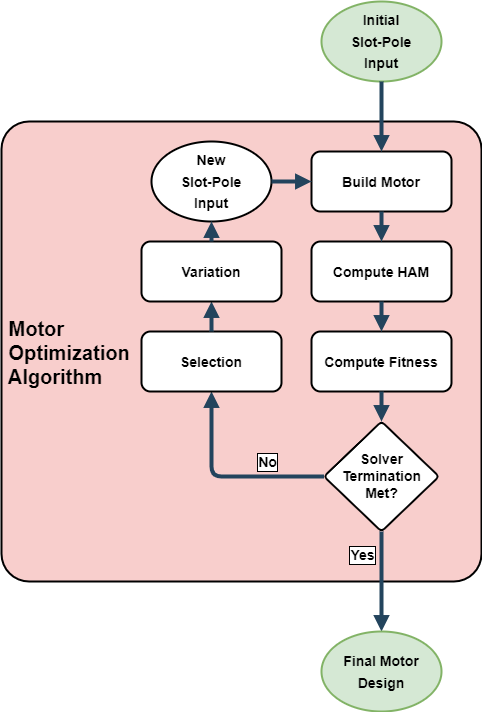 Initial
Slot-Pole
Input
New
Slot-Pole
Input
Build Motor
Variation
Compute HAM
Motor
Optimization
Algorithm
Selection
Compute Fitness
No
Solver
Termination
Met?
Yes
Final Motor
Design